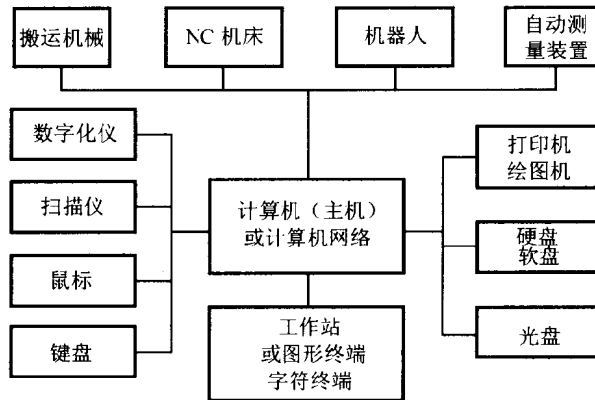 搬运机械
NC 机床
机器人
自动测
量装置
数字化仪
扫描仪
鼠标
键盘
计算机（主机）
或计算机网络
工作站
或图形终端
字符终端
打印机
绘图机
硬盘
软盘
光盘